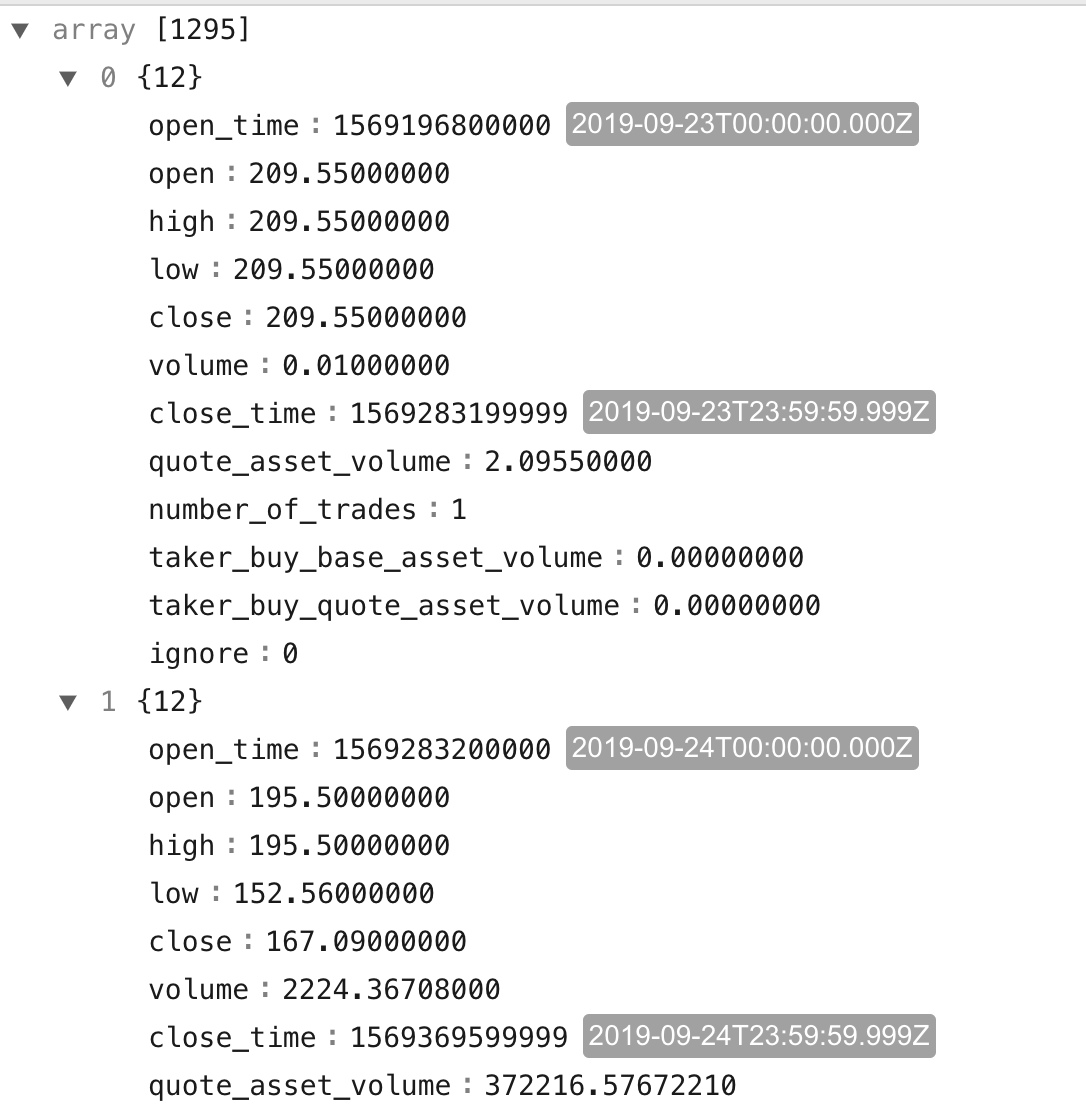 ▼ array [1295]
▼ 0 {12}
open_time : 1569196800000 2019-09-23T00:00:00.000Z
open : 209.55000000
high : 209.55000000
low : 209.55000000
close : 209.55000000
volume : 0.01000000
close_time : 1569283199999 2019-09-23T23:59:59.999Z
quote_asset_volume : 2.09550000
number_of_trades : 1
taker_buy_base_asset_volume : 0.00000000
taker_buy_quote_asset_volume : 0.00000000
ignore : 0
▼ 1 {12}
open_time : 1569283200000 2019-09-24T00:00:00.000Z
open : 195.50000000
high : 195.50000000
low : 152.56000000
close : 167.09000000
volume : 2224.36708000
close_time : 1569369599999 2019-09-24T23:59:59.999Z
quote_asset_volume : 372216.57672210